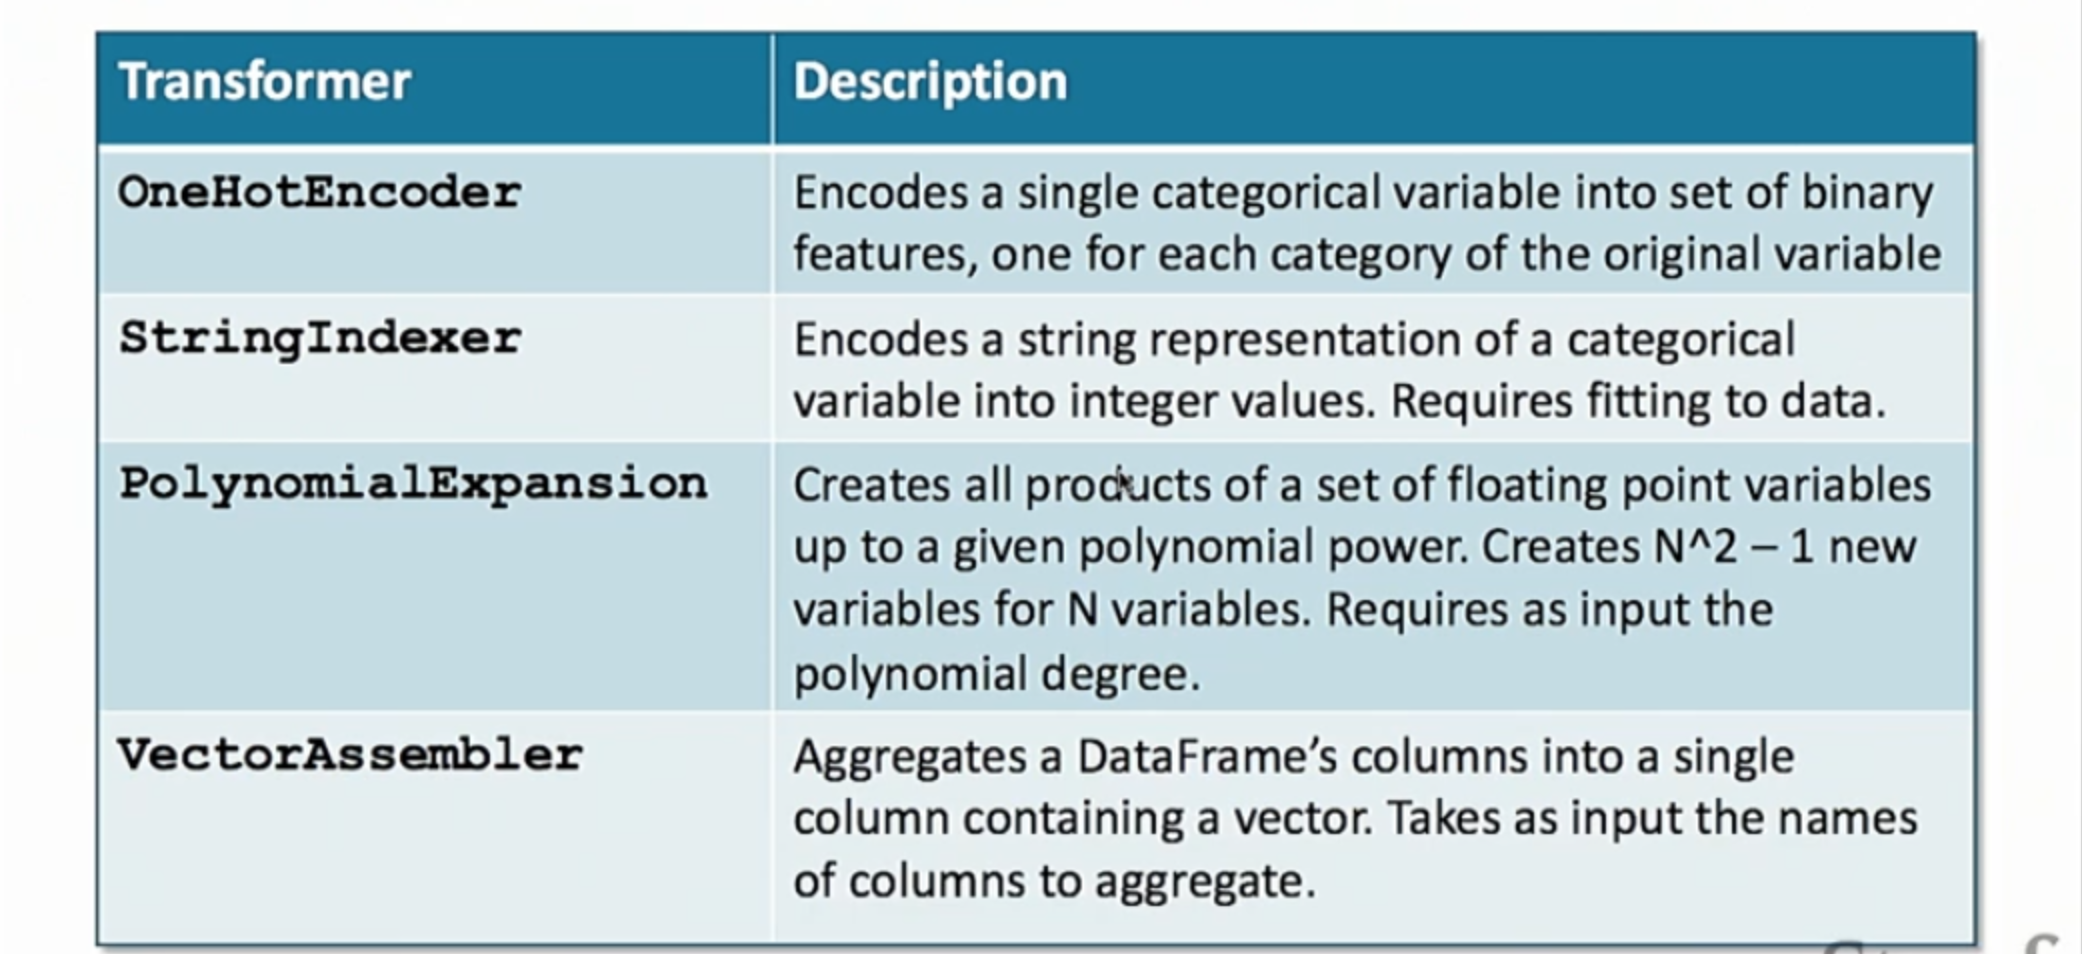 Transformer
Description
OneHotEncoder
Encodes a single categorical variable into set of binary
features, one for each category of the original variable
StringIndexer
Encodes a string representation of a categorical
variable into integer values. Requires fitting to data.
PolynomialExpansion
Creates all products of a set of floating point variables
up to a given polynomial power. Creates N^2 – 1 new
variables for N variables. Requires as input the
polynomial degree.
VectorAssembler
Aggregates a DataFrame’s columns into a single
column containing a vector. Takes as input the names
of columns to aggregate.